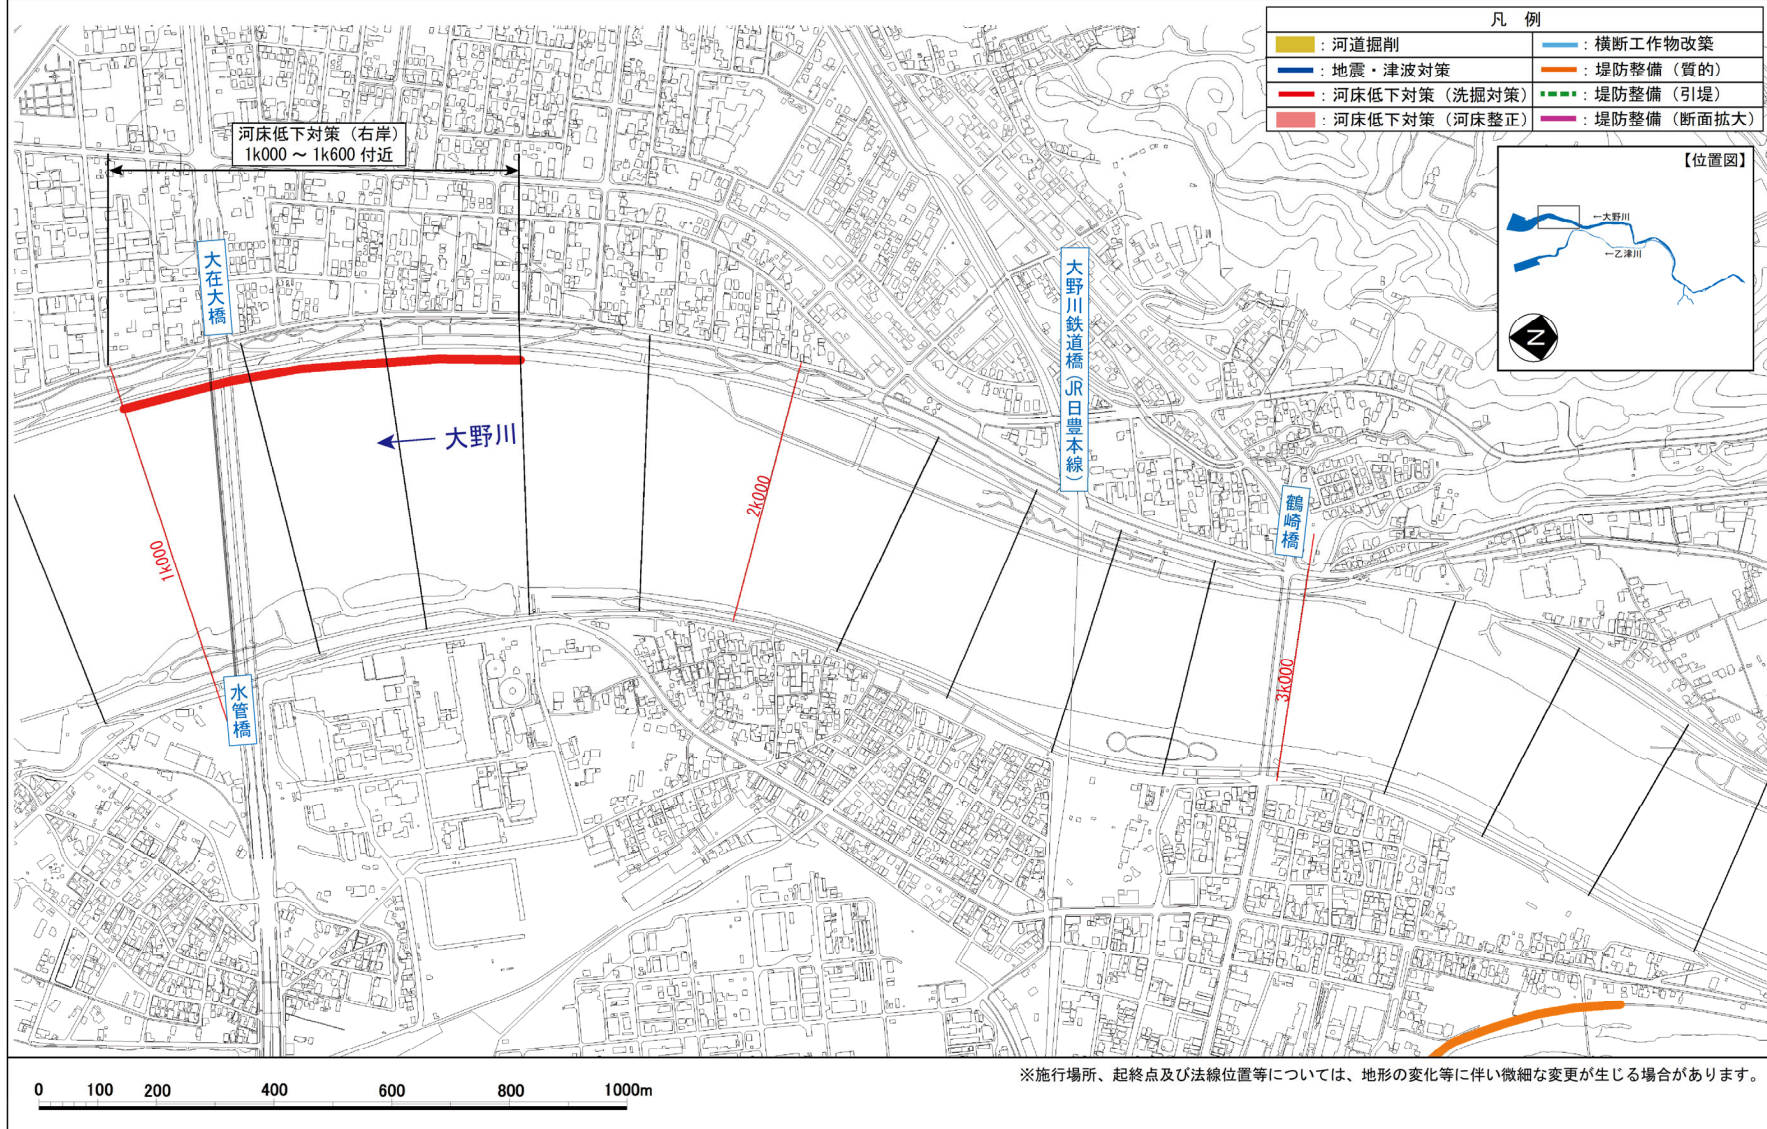 凡 例
：河道掘削
：横断工作物改築
：地震・津波対策
：堤防整備（質的）
：河床低下対策（洗掘対策）
：堤防整備（引堤）
：河床低下対策（河床整正）
：堤防整備（断面拡大）
河床低下対策（右岸）
1k000 ～ 1k600 付近
【位置図】
←大野川
←乙津川
N
大在大橋
大野川鉄道橋（JR日豊本線）
← 大野川
2k000
鶴崎橋
1k000
3k000
水管橋
※施行場所、起終点及び法線位置等については、地形の変化等に伴い微細な変更が生じる場合があります。
0 100 200 400 600 800 1000m